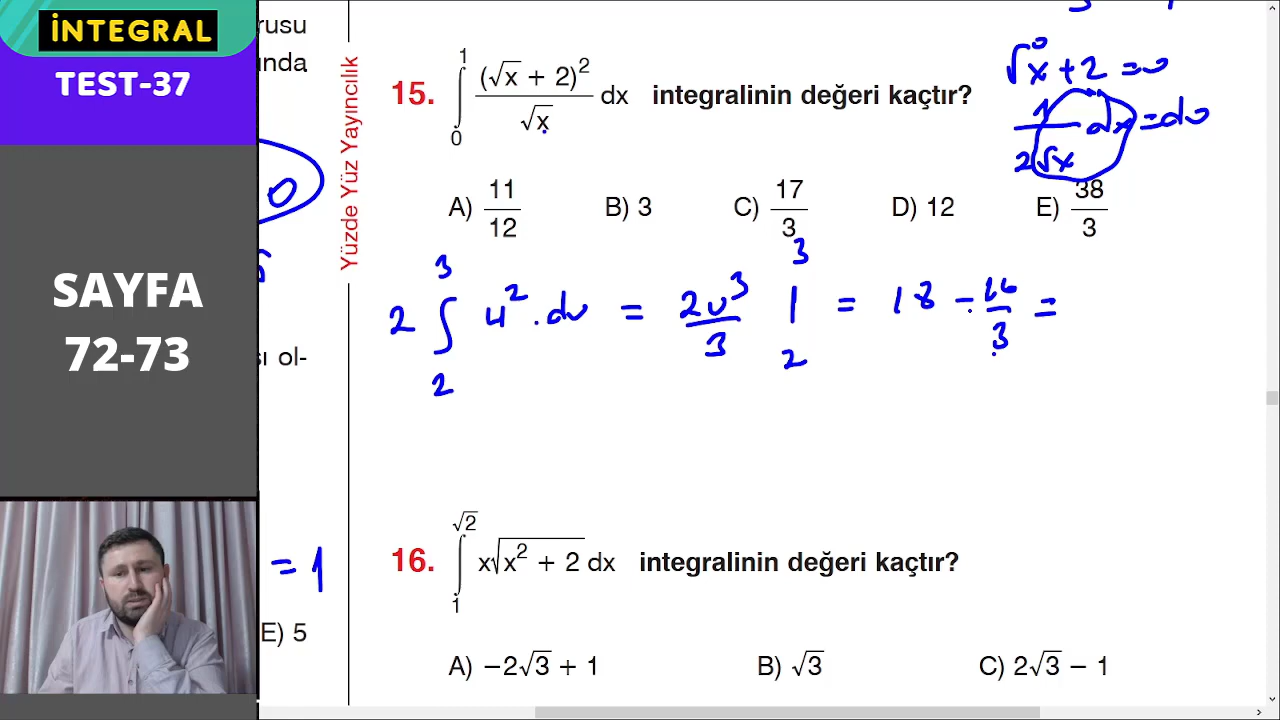 İNTEGRAL
TEST-37
SAYFA
72-73
rusu
ında
0
sı ol-
= 1
E) 5
Yüzde Yüz Yayıncılık
15. ∫₀¹ (√x + 2)² / √x dx integralinin değeri kaçtır?
A) 11/12 B) 3 C) 17/3 D) 12 E) 38/3
√x + 2 = u
1/(2√x) dx = du
2 ∫₂³ u² . du = 2u³/3 |₂³ = 18 - 16/3 =
16. ∫₁^√2 x√(x² + 2) dx integralinin değeri kaçtır?
A) −2√3 + 1 B) √3 C) 2√3 − 1